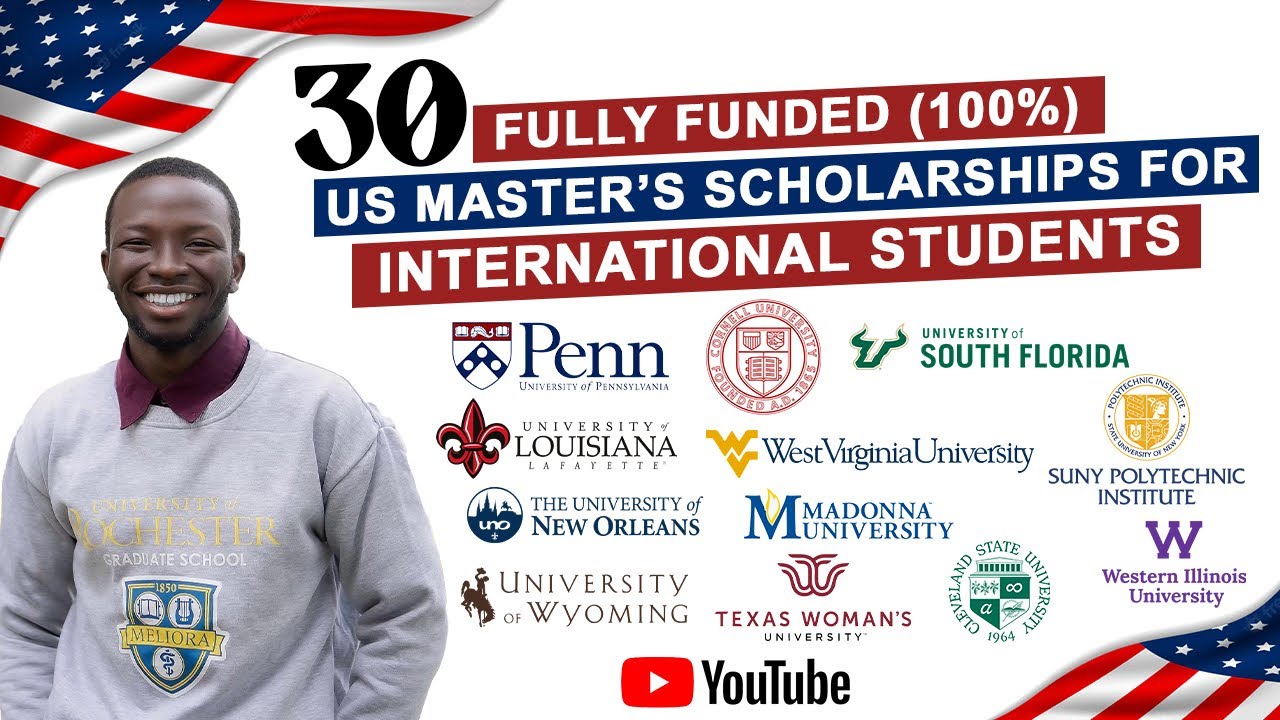 30
FULLY FUNDED (100%)
US MASTER'S SCHOLARSHIPS FOR
INTERNATIONAL STUDENTS
Penn
UNIVERSITY of PENNSYLVANIA
CORNELL UNIVERSITY
FOUNDED A.D. 1865
UNIVERSITY of
SOUTH FLORIDA
UNIVERSITY of
LOUISIANA
LAFAYETTE
West Virginia University
POLYTECHNIC INSTITUTE
STATE UNIVERSITY OF NEW YORK
SUNY POLYTECHNIC
INSTITUTE
uno
THE UNIVERSITY of
NEW ORLEANS
MADONNA
UNIVERSITY
UNIVERSITY
OF WYOMING
TEXAS WOMAN'S
UNIVERSITY
CLEVELAND STATE UNIVERSITY
1964
W
Western Illinois
University
UNIVERSITY of
ROCHESTER
GRADUATE SCHOOL
1850
MELIORA
YouTube